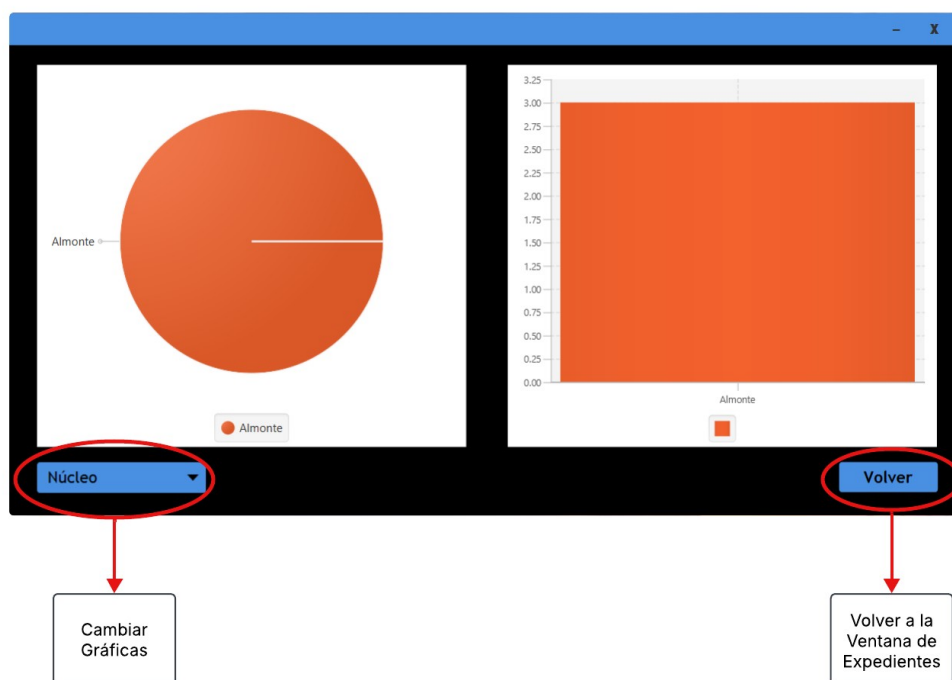 – X
Almonte
Almonte
3.25
3.00
2.75
2.50
2.25
2.00
1.75
1.50
1.25
1.00
0.75
0.50
0.25
0.00
Almonte
Núcleo
Volver
Cambiar
Gráficas
Volver a la
Ventana de
Expedientes